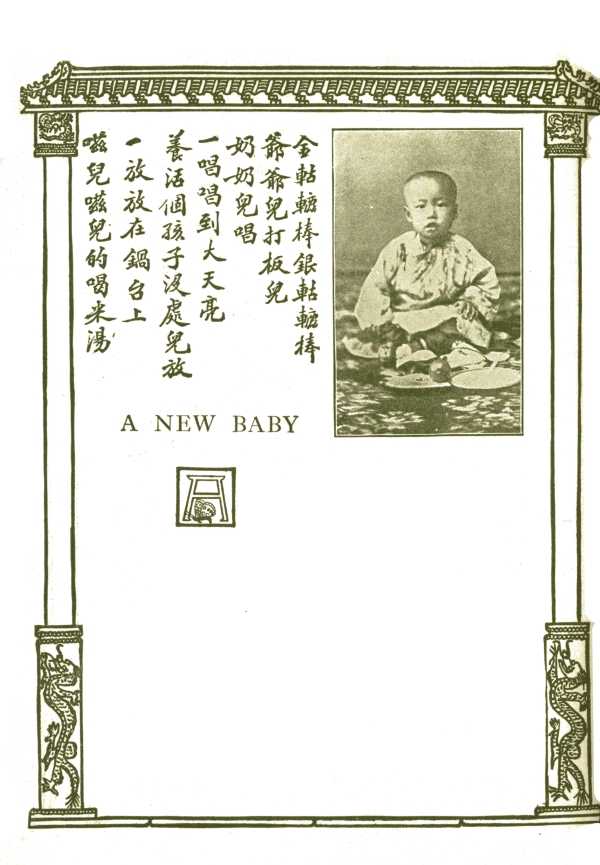 金軲轆棒銀軲轆棒
爺爺兒打板兒
奶奶兒唱
一唱唱到大天亮
養活個孩子沒處兒放
一放放在鍋台上
嗞兒嗞兒的喝米湯
A NEW BABY